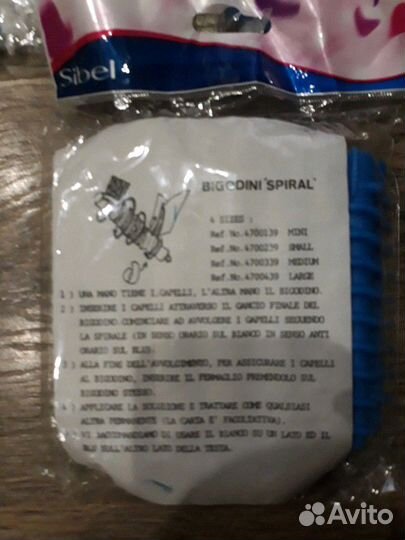 Sibel
BIGODINI 'SPIRAL'
4 SIZES :
Ref.No.4700139 MINI
Ref.No.4700239 SMALL
Ref.No.4700339 MEDIUM
Ref.No.4700439 LARGE
1 ) UNA MANO TIENE I CAPELLI, L'ALTRA MANO IL BIGODINO.
2 ) INSERIRE I CAPELLI ATTRAVERSO IL GANCIO FINALE DEL
BIGODINO.COMINCIARE AD AVVOLGERE I CAPELLI SEGUENDO
LA SPIRALE (IN SENSO ORARIO SUL BIANCO IN SENSO ANTI
ORARIO SUL BLU).
3 ) ALLA FINE DELL'AVVOLGIMENTO, PER ASSICURARE I CAPELLI
AL BIGODINO, INSERIRE IL FERMAGLIO PREMENDOLO SUL
BIGODINO STESSO.
4 ) APPLICARE LA SOLUZIONE E TRATTARE COME QUALSIASI
ALTRA PERMANENTE (LA CARTA E' FACOLTATIVA).
VI RACCOMANDIAMO DI USARE IL BIANCO SU UN LATO ED IL
BLU SULL'ALTRO LATO DELLA TESTA.
Avito